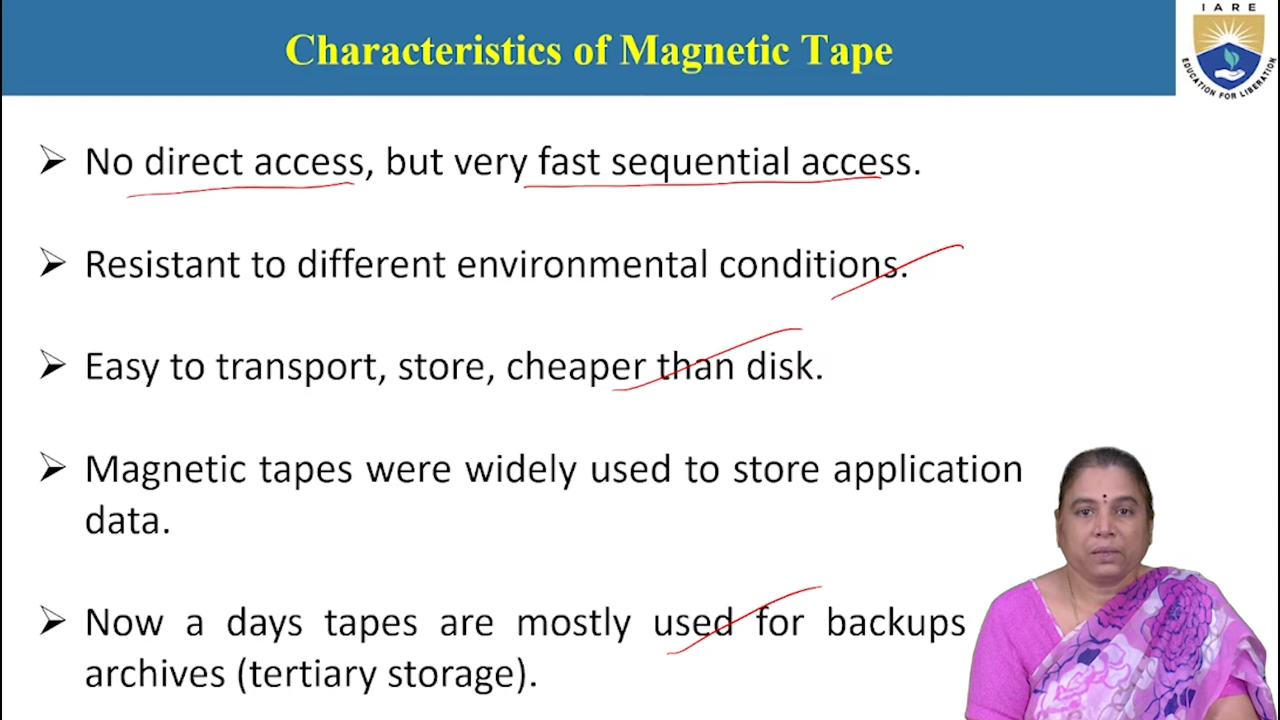 IARE
Characteristics of Magnetic Tape
EDUCATION FOR LIBERATION
➢ No direct access, but very fast sequential access.
➢ Resistant to different environmental conditions.
➢ Easy to transport, store, cheaper than disk.
➢ Magnetic tapes were widely used to store application
data.
➢ Now a days tapes are mostly used for backups
archives (tertiary storage).